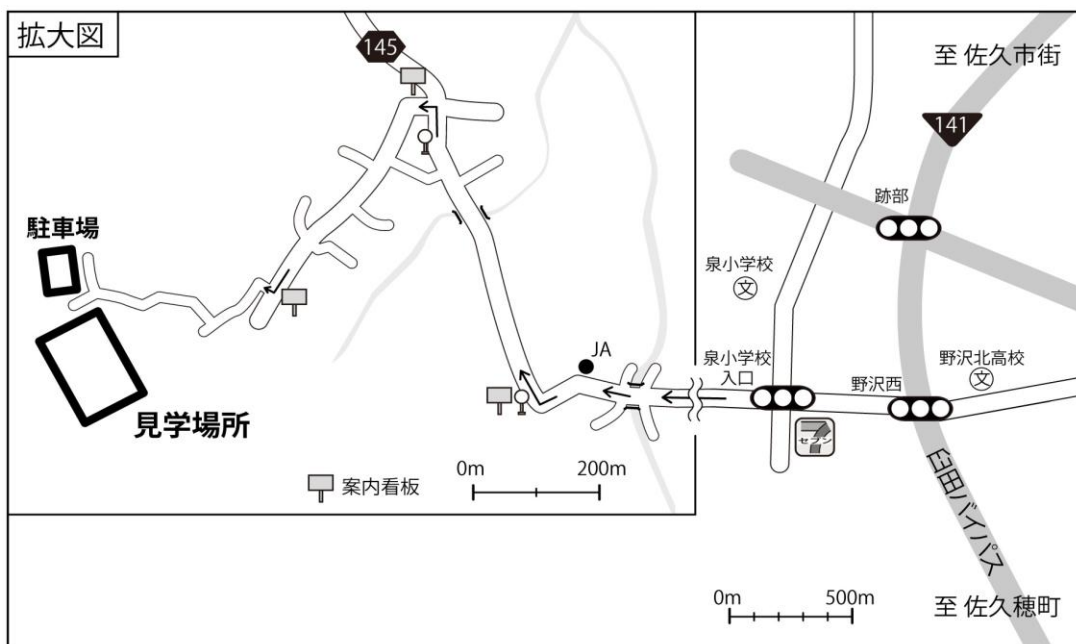 拡大図
145
至 佐久市街
141
跡部
駐車場
泉小学校
文
JA
泉小学校
入口
野沢西
野沢北高校
文
セブン
見学場所
案内看板
0m 200m
臼田バイパス
0m 500m
至 佐久穂町